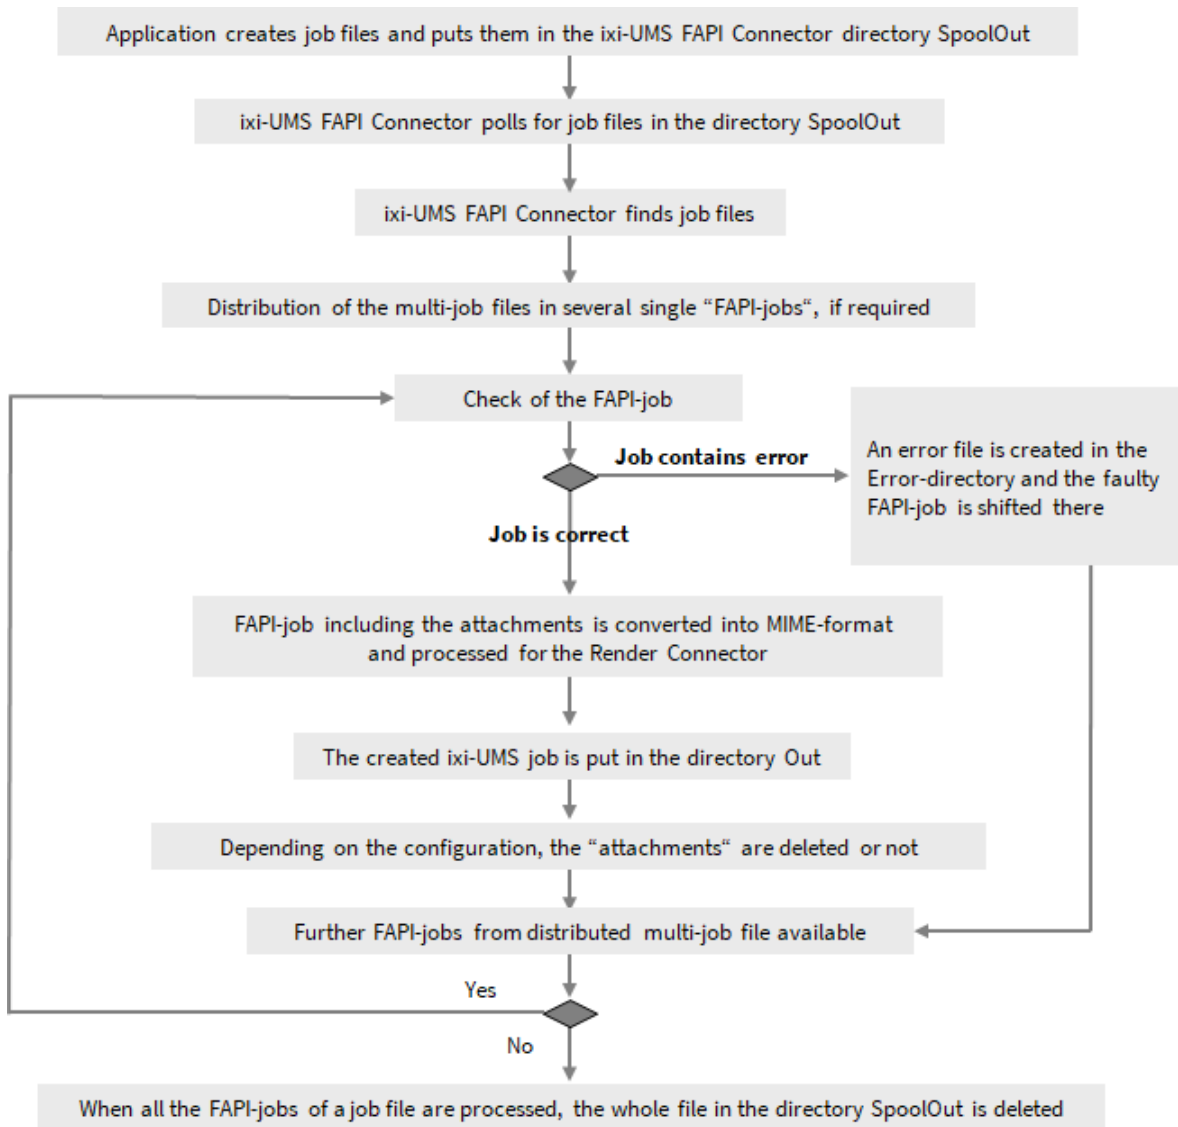 Application creates job files and puts them in the ixi-UMS FAPI Connector directory SpoolOut
ixi-UMS FAPI Connector polls for job files in the directory SpoolOut
ixi-UMS FAPI Connector finds job files
Distribution of the multi-job files in several single “FAPI-jobs“, if required
Check of the FAPI-job
Job contains error
An error file is created in the
Error-directory and the faulty
FAPI-job is shifted there
Job is correct
FAPI-job including the attachments is converted into MIME-format
and processed for the Render Connector
The created ixi-UMS job is put in the directory Out
Depending on the configuration, the “attachments“ are deleted or not
Further FAPI-jobs from distributed multi-job file available
Yes
No
When all the FAPI-jobs of a job file are processed, the whole file in the directory SpoolOut is deleted